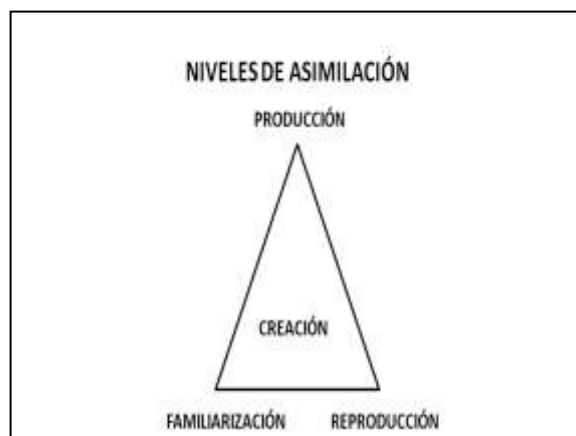 NIVELES DE ASIMILACIÓN
PRODUCCIÓN
CREACIÓN
FAMILIARIZACIÓN REPRODUCCIÓN